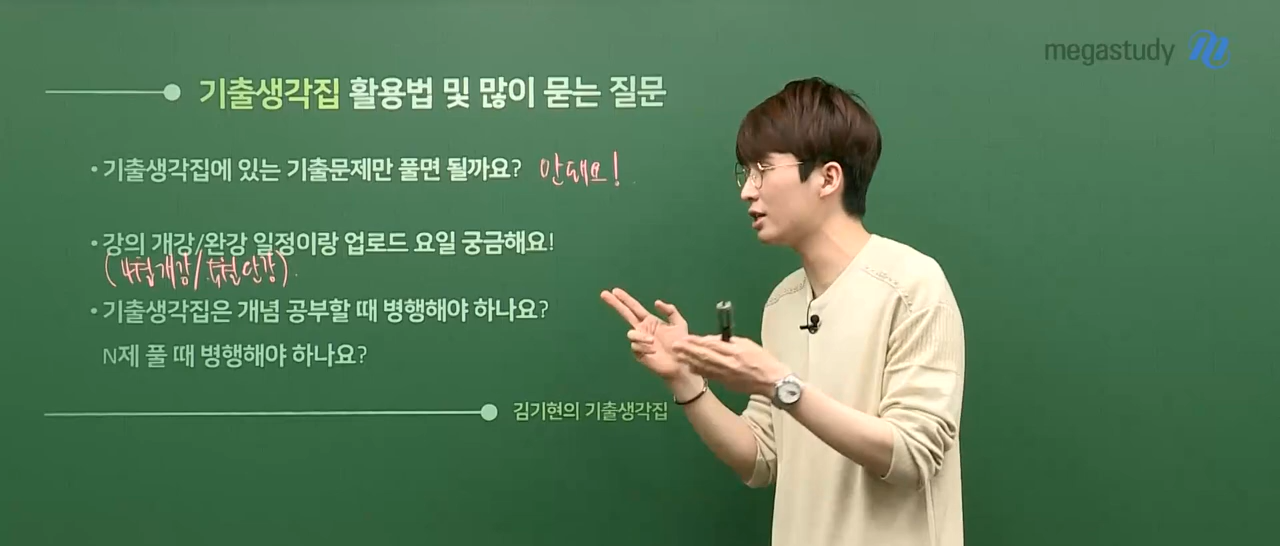 megastudy
기출생각집 활용법 및 많이 묻는 질문
• 기출생각집에 있는 기출문제만 풀면 될까요? 안돼요!
• 강의 개강/완강 일정이랑 업로드 요일 궁금해요!
• 기출생각집은 개념 공부할 때 병행해야 하나요?
N제 풀 때 병행해야 하나요?
김기현의 기출생각집